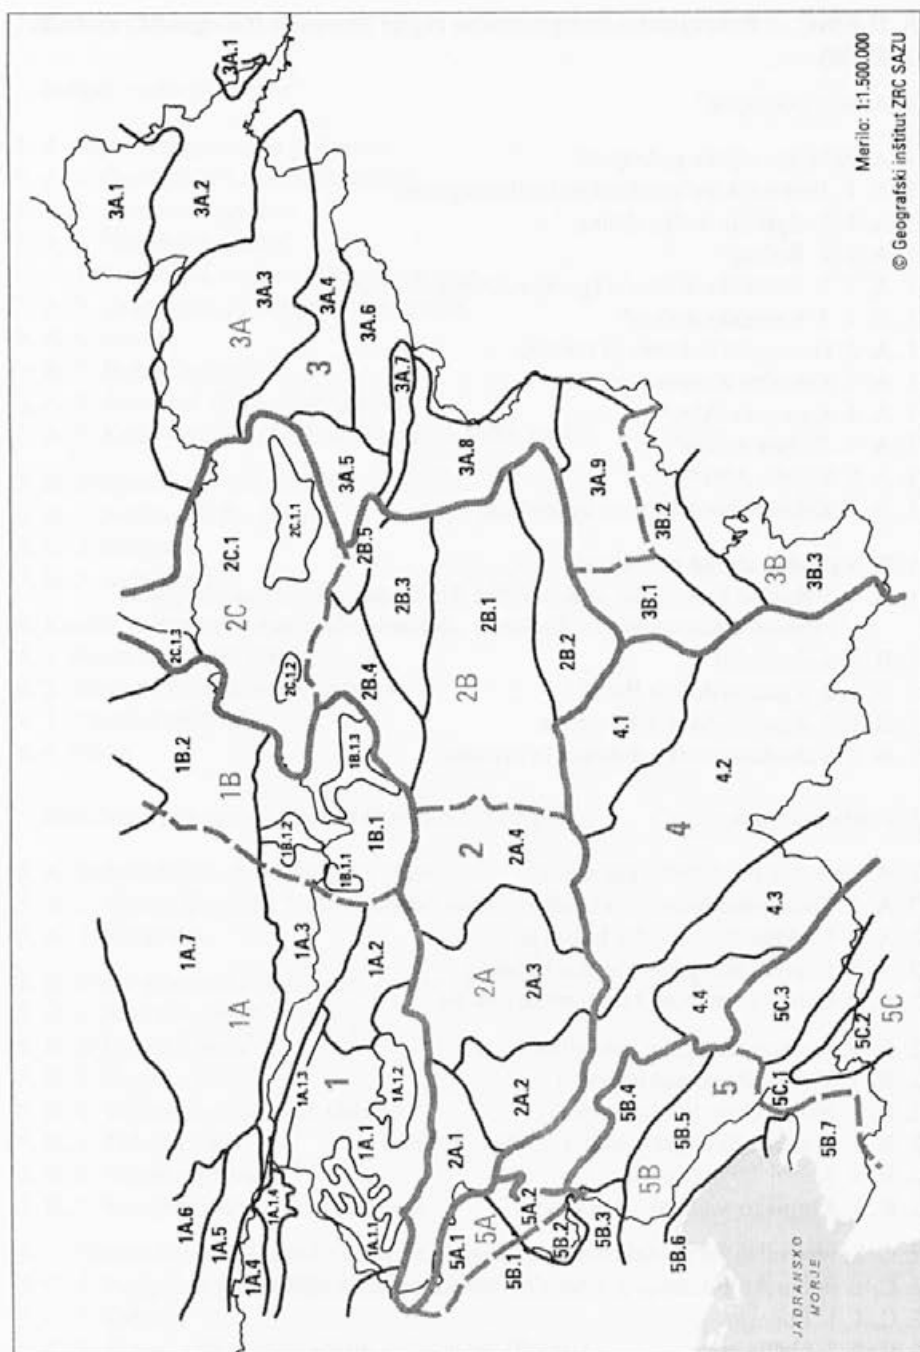 3A.1
3A.1
3A.2
3A.3
3A
3A.4
3
3A.6
3A.7
3A.5
3A.8
3A.9
2C.1
2C.1.1
2C
2C.1.2
2C.1.3
2B.5
2B.3
2B.1
2B.4
2B
2B.2
3B.2
3B.1
3B
3B.3
1B.2
1B
1B.1.3
1B.1.2
1B.1
1B.1.1
2
2A.4
4.1
4.2
4
1A.7
1A.3
1A
1A.2
2A
2A.3
4.3
4.4
1A.1.3
1
1A.1.2
1A.1
2A.2
2A.1
5C.3
5C.2
5C
5C.1
5
5B.4
5B.5
5B
5B.7
1A.6
1A.5
1A.4
1A.1.4
1A.1.1
5A.1
5A
5A.2
5B.1
5B.2
5B.3
5B.6
JADRANSKO
MORJE
Merilo: 1:1.500.000
© Geografski inštitut ZRC SAZU